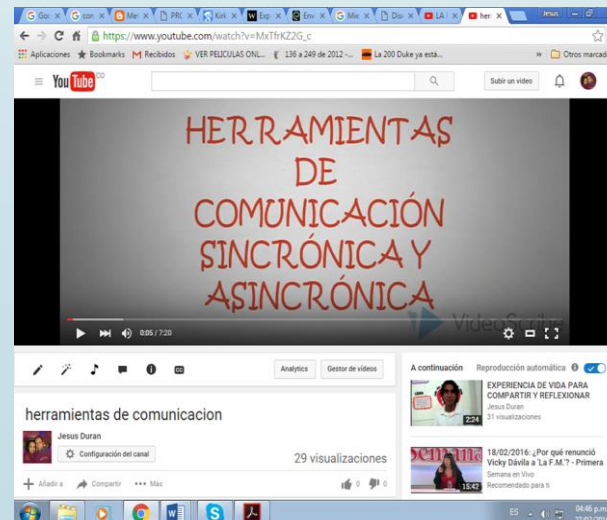 Jesus
https://www.youtube.com/watch?v=MxTfrKZ2G_c
Aplicaciones Bookmarks Recibidos VER PELICULAS ONL... 136 a 249 de 2012 -... La 200 Duke ya está... » Otros marcad
YouTube CO
Subir un video
HERRAMIENTAS
DE
COMUNICACIÓN
SINCRÓNICA Y
ASINCRÓNICA
VideoScribe
0:05 / 7:20
Analytics Gestor de vídeos
herramientas de comunicacion
Jesus Duran
Configuración del canal
29 visualizaciones
Añadir a Compartir Más
0 0
A continuación Reproducción automática
EXPERIENCIA DE VIDA PARA
COMPARTIR Y REFLEXIONAR
Jesus Duran
31 visualizaciones
2:24
18/02/2016: ¿Por qué renunció
Vicky Dávila a 'La F.M.'? - Primera
Semana en Vivo
Recomendado para ti
15:42
ES 04:46 p.m.